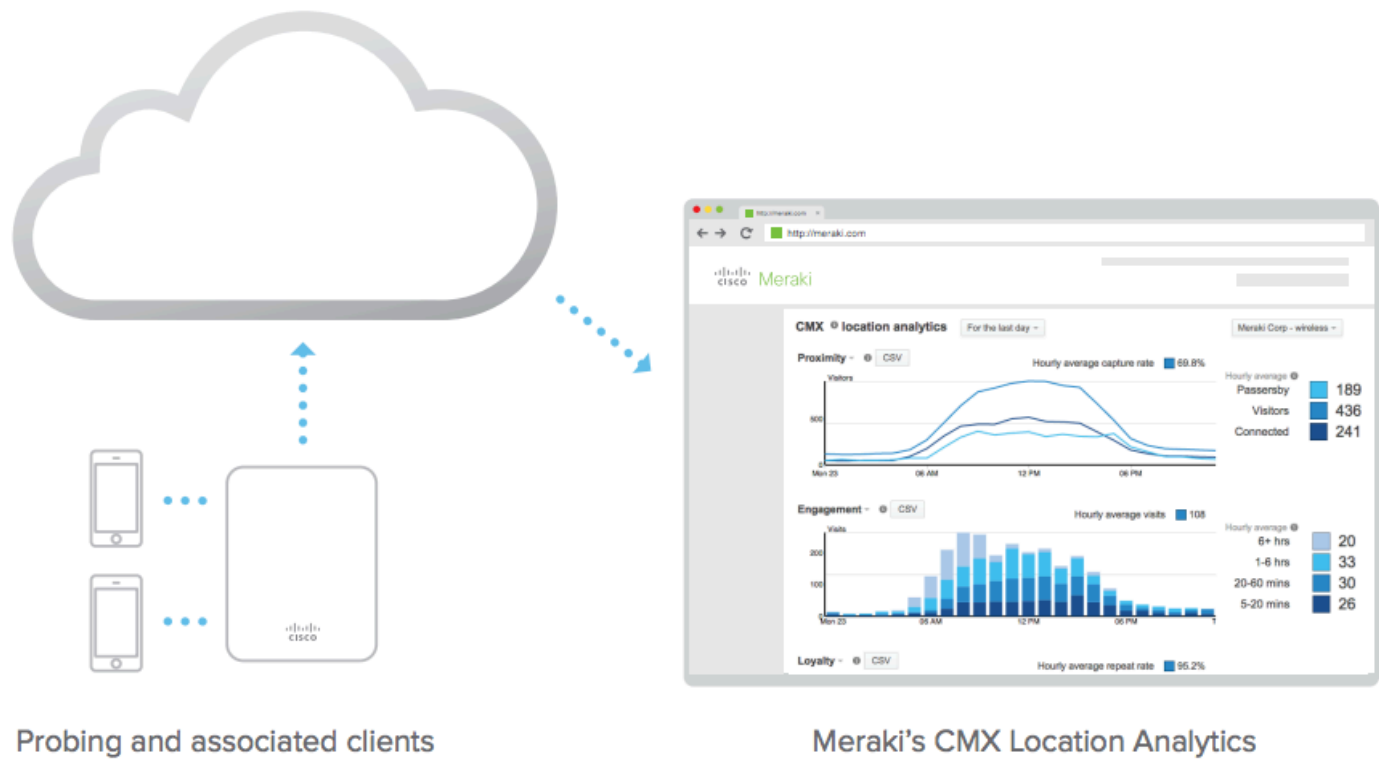 http://meraki.com ×
http://meraki.com
cisco Meraki
CMX location analytics For the last day Meraki Corp - wireless
Proximity CSV Hourly average capture rate 69.8%
Visitors
500
0
Mon 23 06 AM 12 PM 06 PM
Hourly average
Passersby 189
Visitors 436
Connected 241
Engagement CSV Hourly average visits 108
Visits
200
100
0
Mon 23 06 AM 12 PM 06 PM T
Hourly average
6+ hrs 20
1-6 hrs 33
20-60 mins 30
5-20 mins 26
Loyalty CSV Hourly average repeat rate 95.2%
cisco
Probing and associated clients
Meraki's CMX Location Analytics